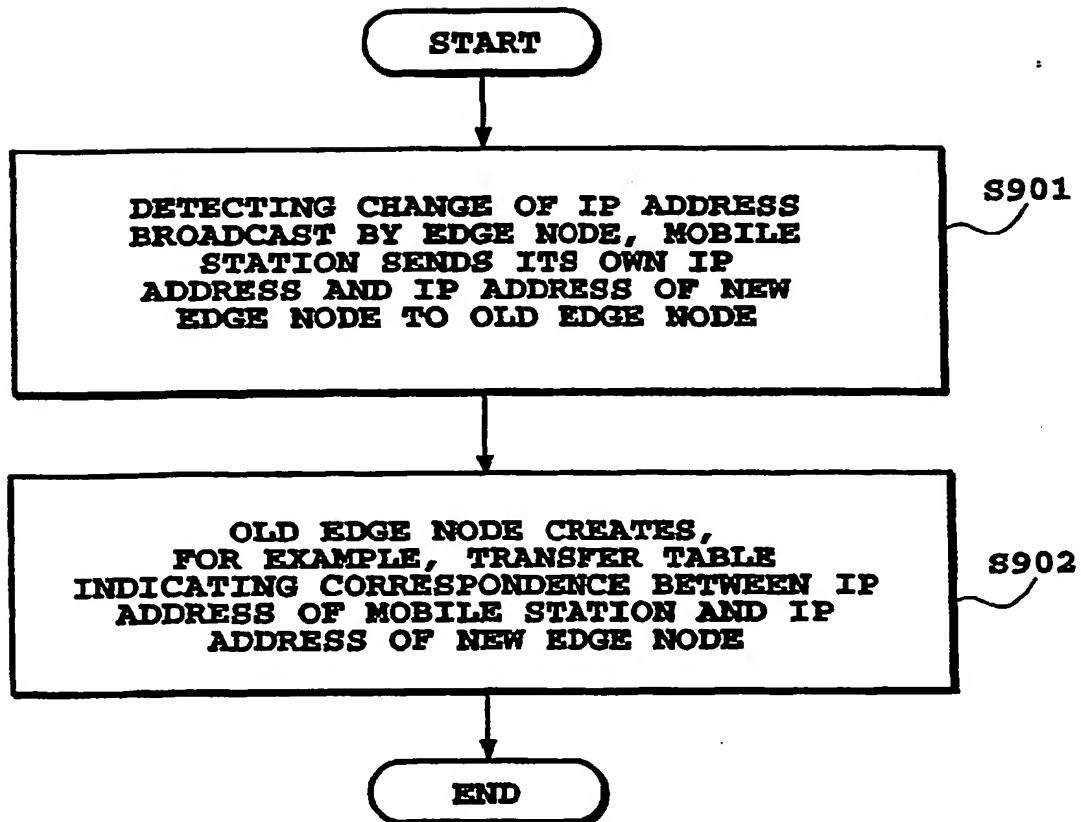 START
DETECTING CHANGE OF IP ADDRESS
BROADCAST BY EDGE NODE, MOBILE
STATION SENDS ITS OWN IP
ADDRESS AND IP ADDRESS OF NEW
EDGE NODE TO OLD EDGE NODE
S901
OLD EDGE NODE CREATES,
FOR EXAMPLE, TRANSFER TABLE
INDICATING CORRESPONDENCE BETWEEN IP
ADDRESS OF MOBILE STATION AND IP
ADDRESS OF NEW EDGE NODE
S902
END